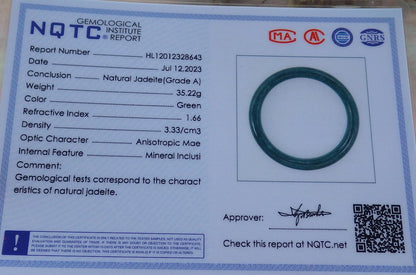 NQTC®
GEMOLOGICAL
INSTITUTE
REPORT
MA
GNRS
Report Number HL12012328643
Date Jul 12,2023
Conclusion Natural Jadeite(Grade A)
Weight 35.22g
Color Green
Refractive Index 1.66
Density 3.33/cm3
Optic Character Anisotropic Mae
Internal Feature Mineral Inclusi
Comment:
Gemological tests correspond to the charact
eristics of natural jadeite.
Approver:
Check this report at NQTC.net